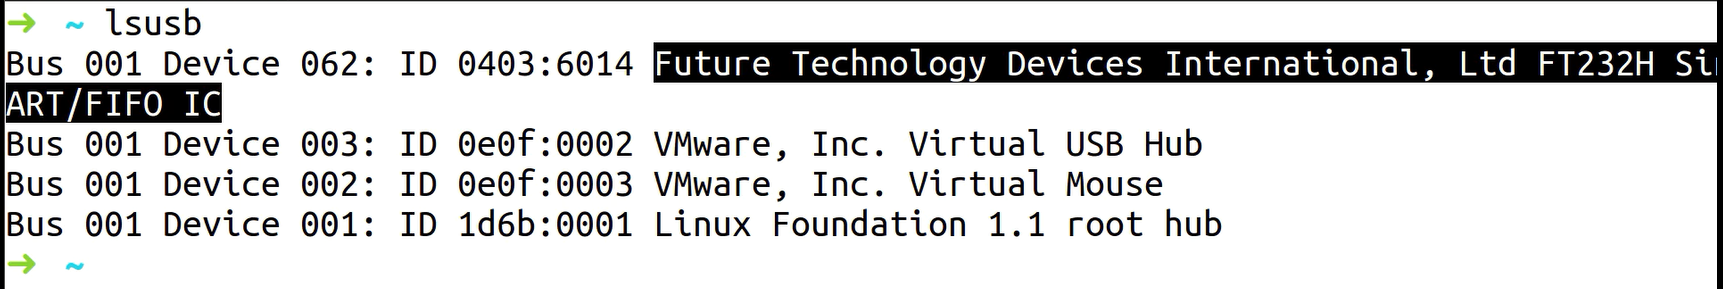 ➜ ~ lsusb
Bus 001 Device 062: ID 0403:6014 Future Technology Devices International, Ltd FT232H
ART/FIFO IC
Bus 001 Device 003: ID 0e0f:0002 VMware, Inc. Virtual USB Hub
Bus 001 Device 002: ID 0e0f:0003 VMware, Inc. Virtual Mouse
Bus 001 Device 001: ID 1d6b:0001 Linux Foundation 1.1 root hub
➜ ~